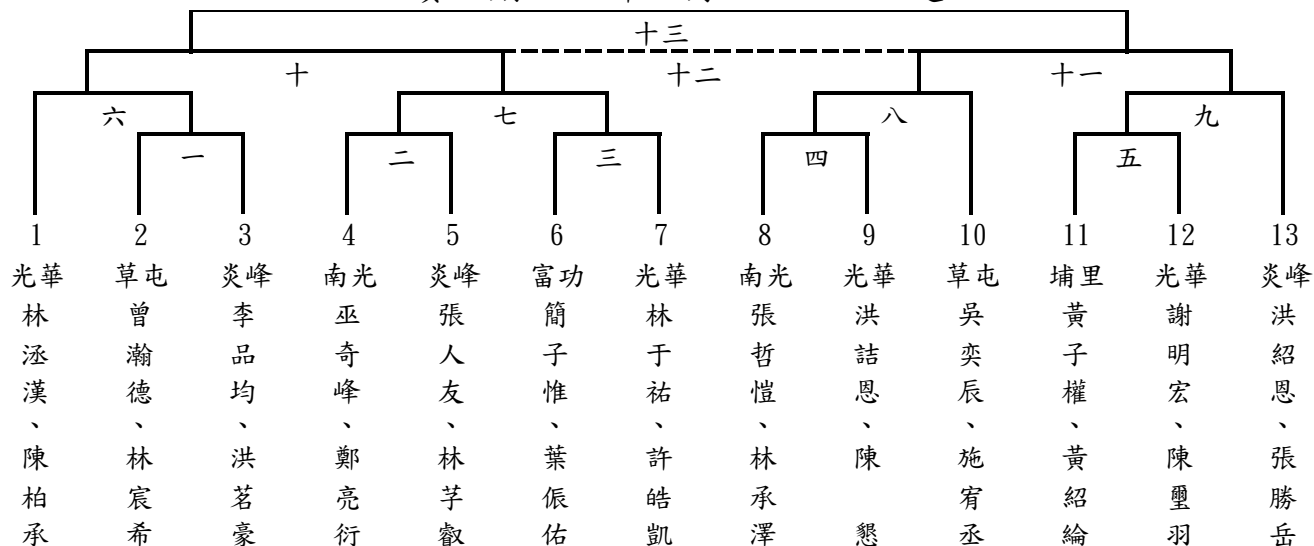 十三
十 十二 十一
六 七 八 九
一 二 三 四 五
1 2 3 4 5 6 7 8 9 10 11 12 13
光華 草屯 炎峰 南光 炎峰 富功 光華 南光 光華 草屯 埔里 光華 炎峰
林 曾 李 巫 張 簡 林 張 洪 吳 黃 謝 洪
洆 瀚 品 奇 人 子 于 哲 詰 奕 子 明 紹
漢 德 均 峰 友 惟 祐 愷 恩 辰 權 宏 恩
、 、 、 、 、 、 、 、 、 、 、 、 、
陳 林 洪 鄭 林 葉 許 林 陳 施 黃 陳 張
柏 宸 茗 亮 芓 侲 皓 承 宥 紹 璽 勝
承 希 豪 衍 叡 佑 凱 澤 懇 丞 綸 羽 岳